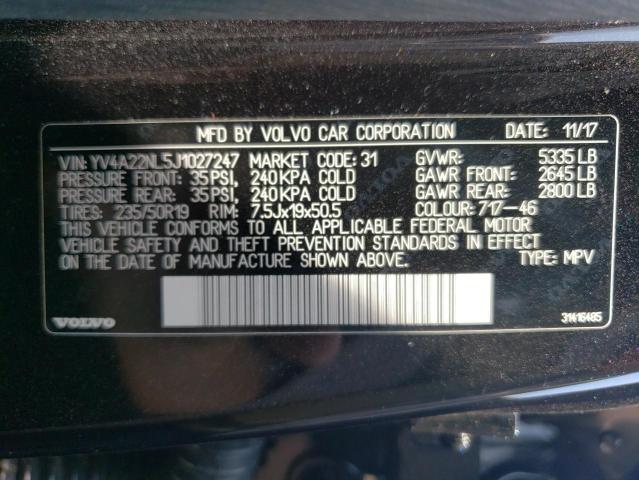 MFD BY VOLVO CAR CORPORATION DATE: 11/17
VIN: YV4A22NL5J1027247 MARKET CODE: 31 GVWR: 5335 LB
PRESSURE FRONT: 35 PSI, 240 KPA COLD GAWR FRONT: 2645 LB
PRESSURE REAR: 35 PSI, 240 KPA COLD GAWR REAR: 2800 LB
TIRES: 235/50R19 RIM: 7.5Jx19x50.5 COLOUR: 717-46
THIS VEHICLE CONFORMS TO ALL APPLICABLE FEDERAL MOTOR
VEHICLE SAFETY AND THEFT PREVENTION STANDARDS IN EFFECT
ON THE DATE OF MANUFACTURE SHOWN ABOVE. TYPE: MPV
VOLVO 31416485